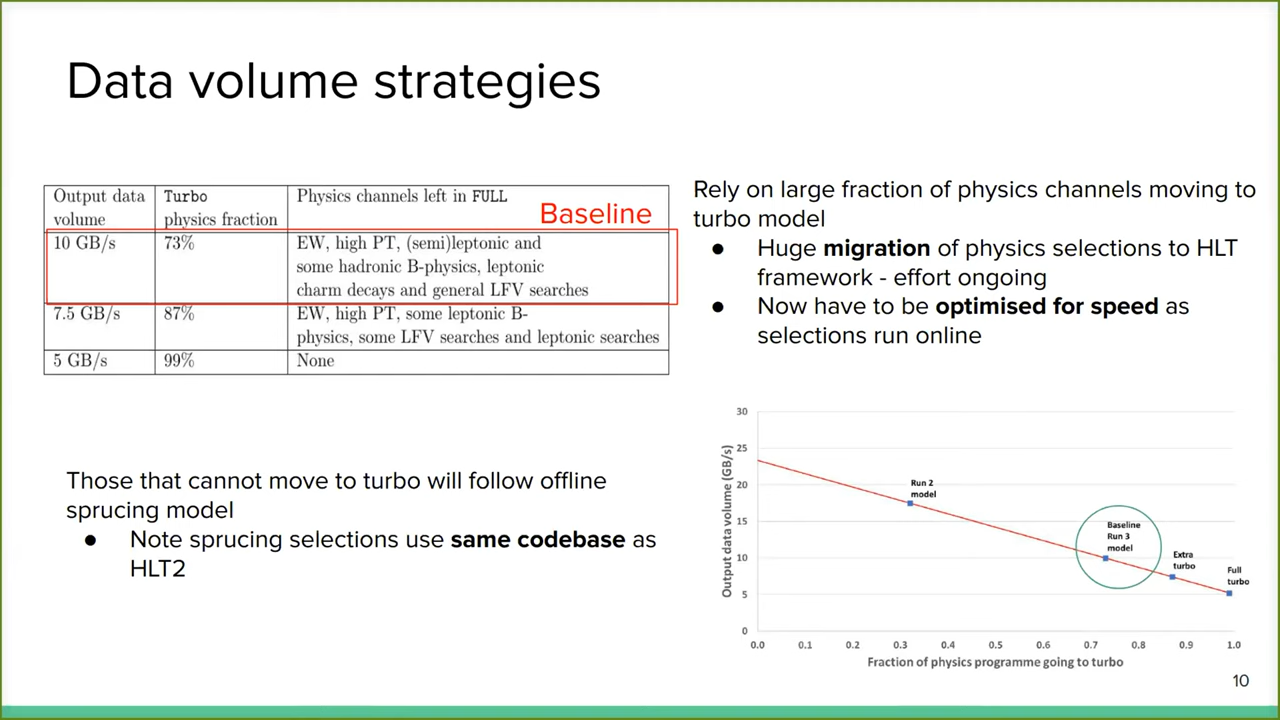 Data volume strategies
Output data Turbo Physics channels left in FULL
volume physics fraction
Baseline
10 GB/s 73% EW, high PT, (semi)leptonic and
some hadronic B-physics, leptonic
charm decays and general LFV searches
7.5 GB/s 87% EW, high PT, some leptonic B-
physics, some LFV searches and leptonic searches
5 GB/s 99% None
Rely on large fraction of physics channels moving to
turbo model
● Huge migration of physics selections to HLT
framework - effort ongoing
● Now have to be optimised for speed as
selections run online
Those that cannot move to turbo will follow offline
sprucing model
● Note sprucing selections use same codebase as
HLT2
Output data volume (GB/s)
30
25
20
15
10
5
0
Run 2
model
Baseline
Run 3
model
Extra
turbo
Full
turbo
0.0 0.1 0.2 0.3 0.4 0.5 0.6 0.7 0.8 0.9 1.0
Fraction of physics programme going to turbo
10